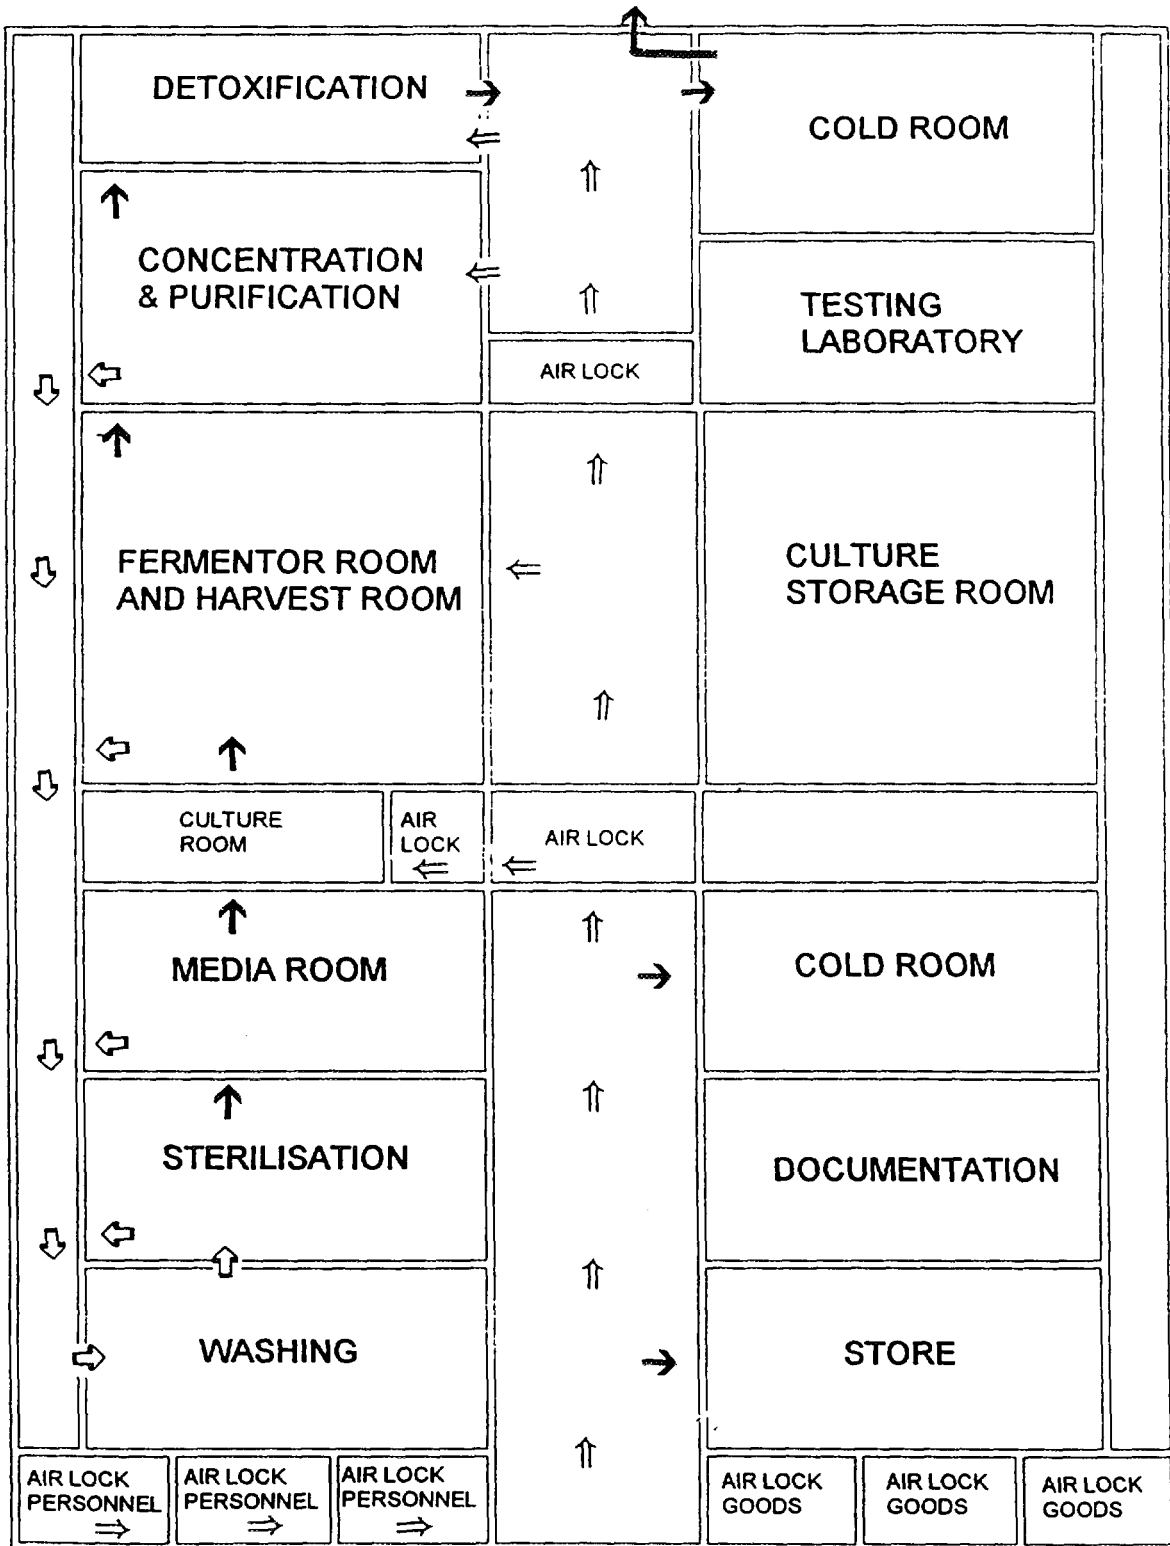 DETOXIFICATION
COLD ROOM
CONCENTRATION
& PURIFICATION
TESTING
LABORATORY
AIR LOCK
FERMENTOR ROOM
AND HARVEST ROOM
CULTURE
STORAGE ROOM
CULTURE
ROOM
AIR
LOCK
AIR LOCK
MEDIA ROOM
COLD ROOM
STERILISATION
DOCUMENTATION
WASHING
STORE
AIR LOCK
PERSONNEL
AIR LOCK
PERSONNEL
AIR LOCK
PERSONNEL
AIR LOCK
GOODS
AIR LOCK
GOODS
AIR LOCK
GOODS